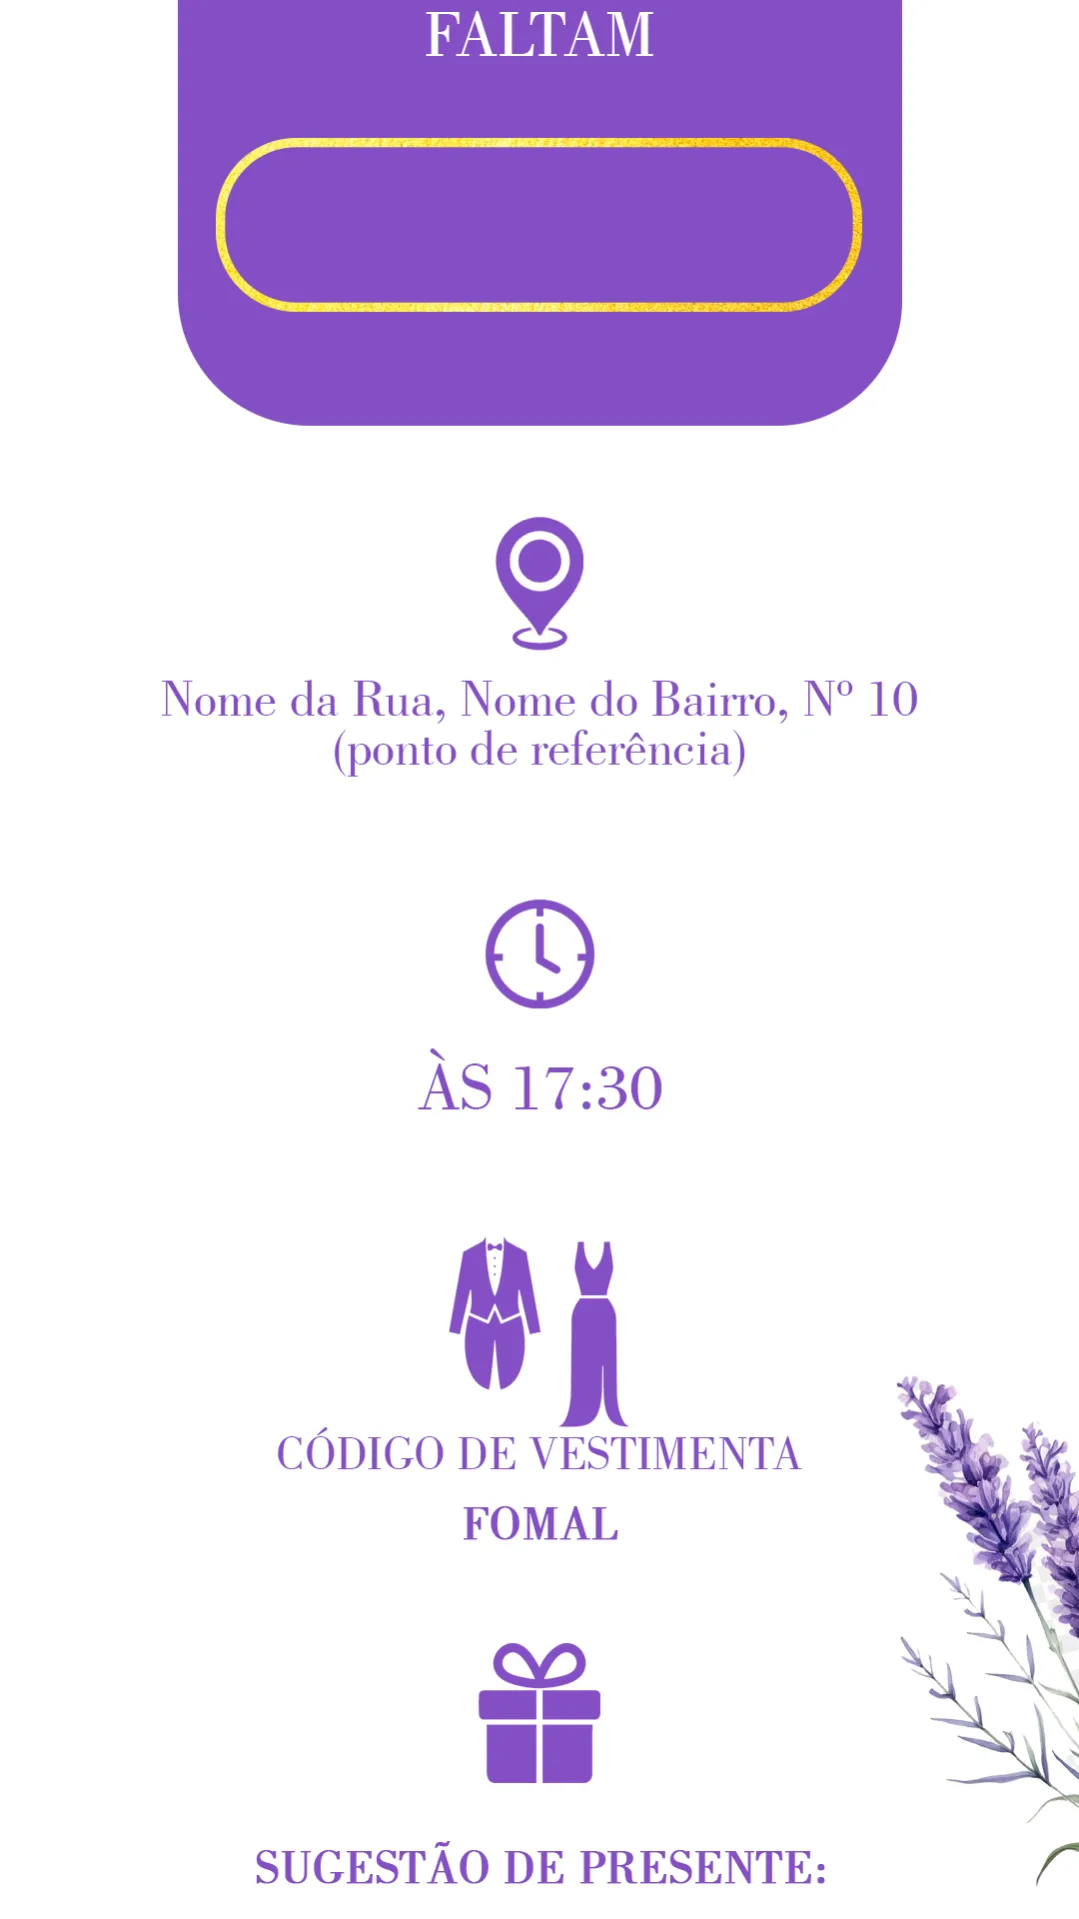 FALTAM
Nome da Rua, Nome do Bairro, Nº 10
(ponto de referência)
ÀS 17:30
CÓDIGO DE VESTIMENTA
FOMAL
SUGESTÃO DE PRESENTE: